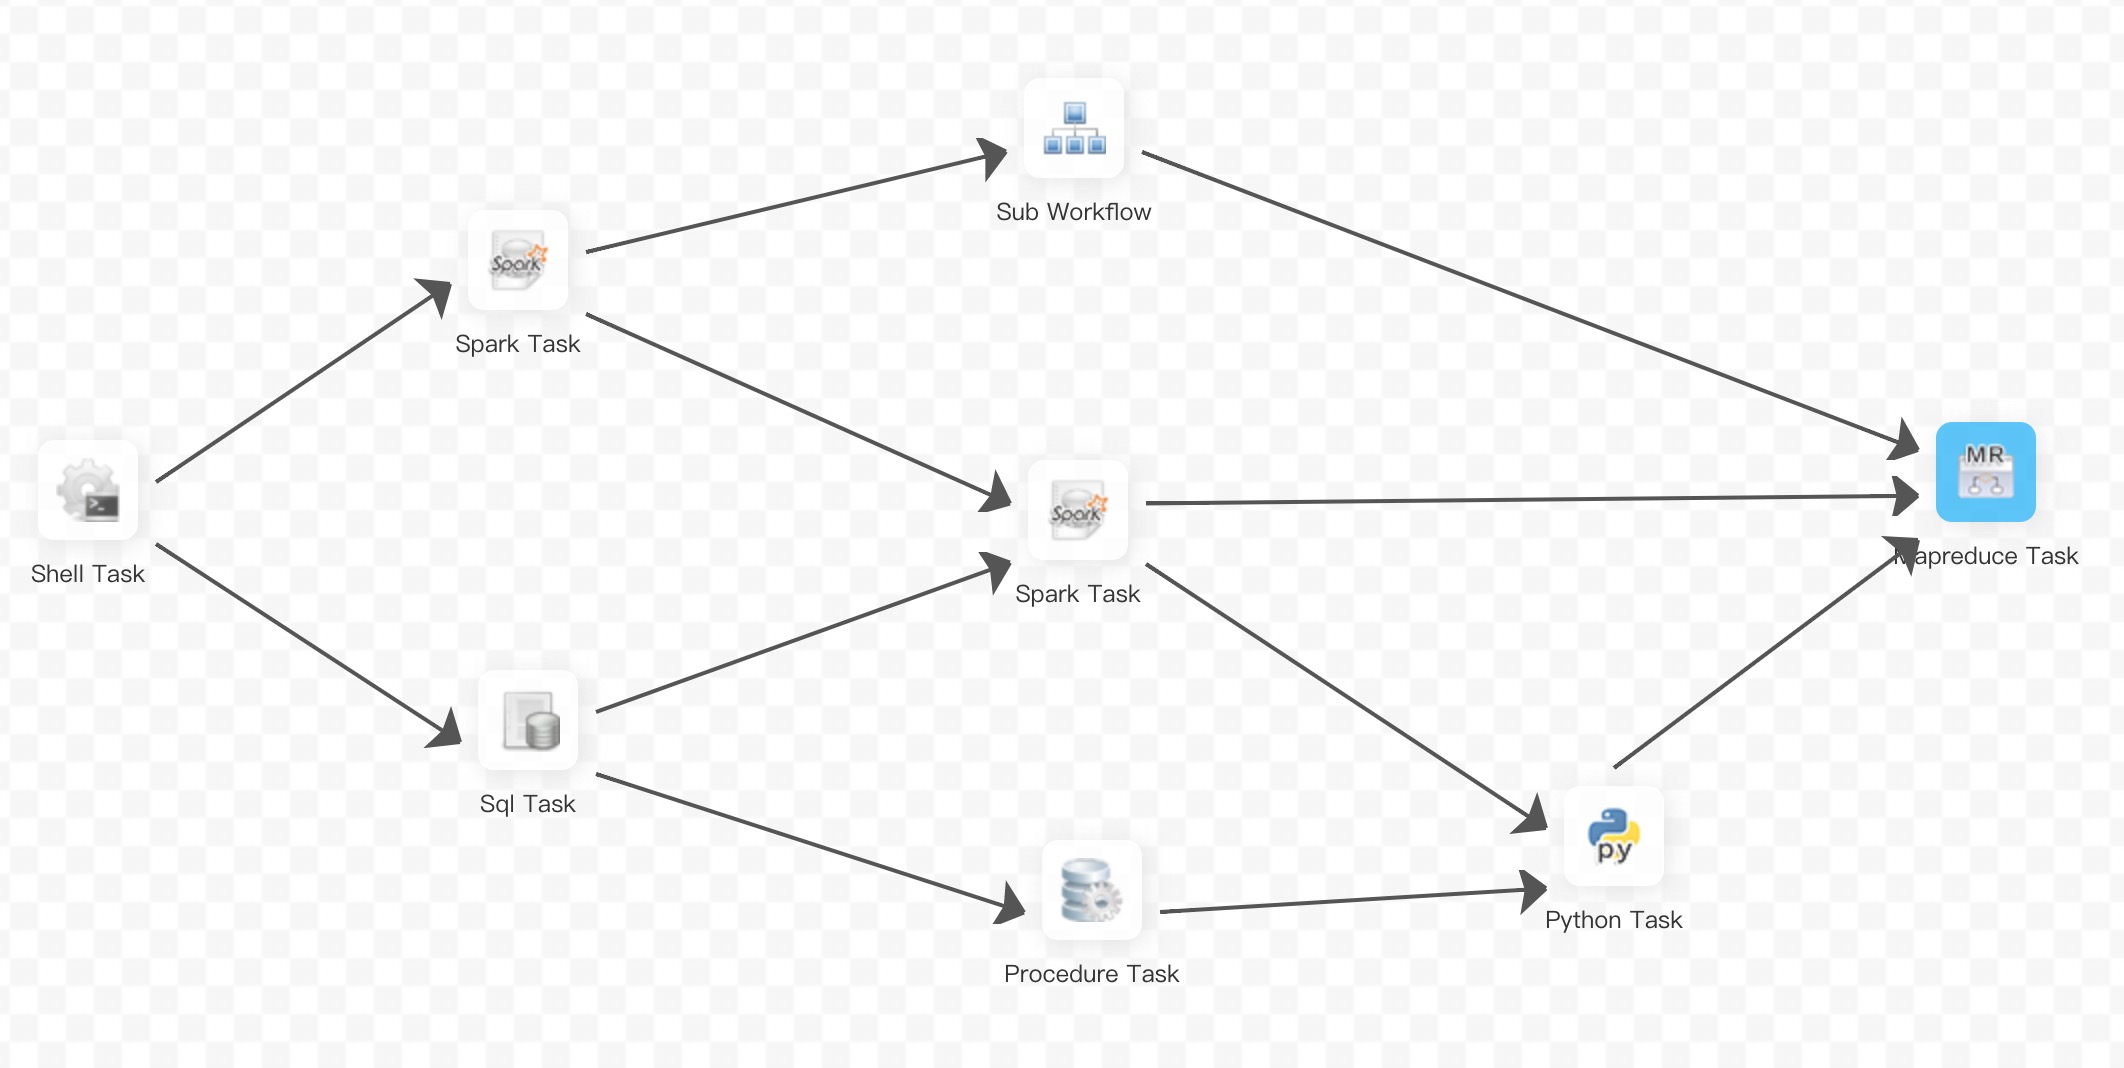 Sub Workflow
Spark
Spark Task
MR
Mapreduce Task
Shell Task
>_
Spark
Spark Task
Sql Task
py
Python Task
Procedure Task